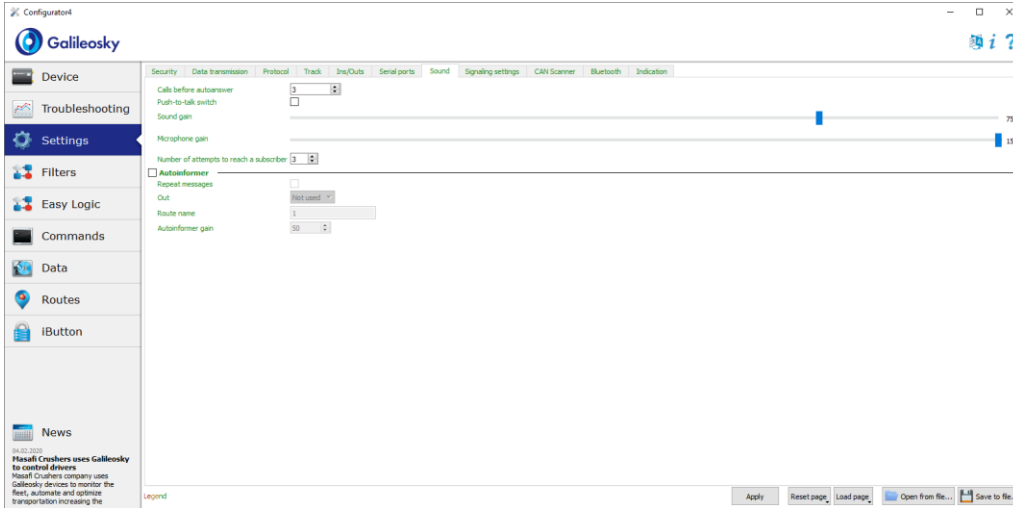 Configurator4
Galileosky
Device
Troubleshooting
Settings
Filters
Easy Logic
Commands
Data
Routes
iButton
News
04.02.2020
Masafi Crushers uses Galileosky
to control drivers
Masafi Crushers company uses
Galileosky devices to monitor the
fleet, automate and optimize
transportation increasing the
Security Data transmission Protocol Track Ins/Outs Serial ports Sound Signaling settings CAN Scanner Bluetooth Indication
Calls before autoanswer 3
Push-to-talk switch
Sound gain 75
Microphone gain 15
Number of attempts to reach a subscriber 3
Autoinformer
Repeat messages
Out Not used
Route name 1
Autoinformer gain 50
Legend
Apply Reset page Load page Open from file... Save to file.